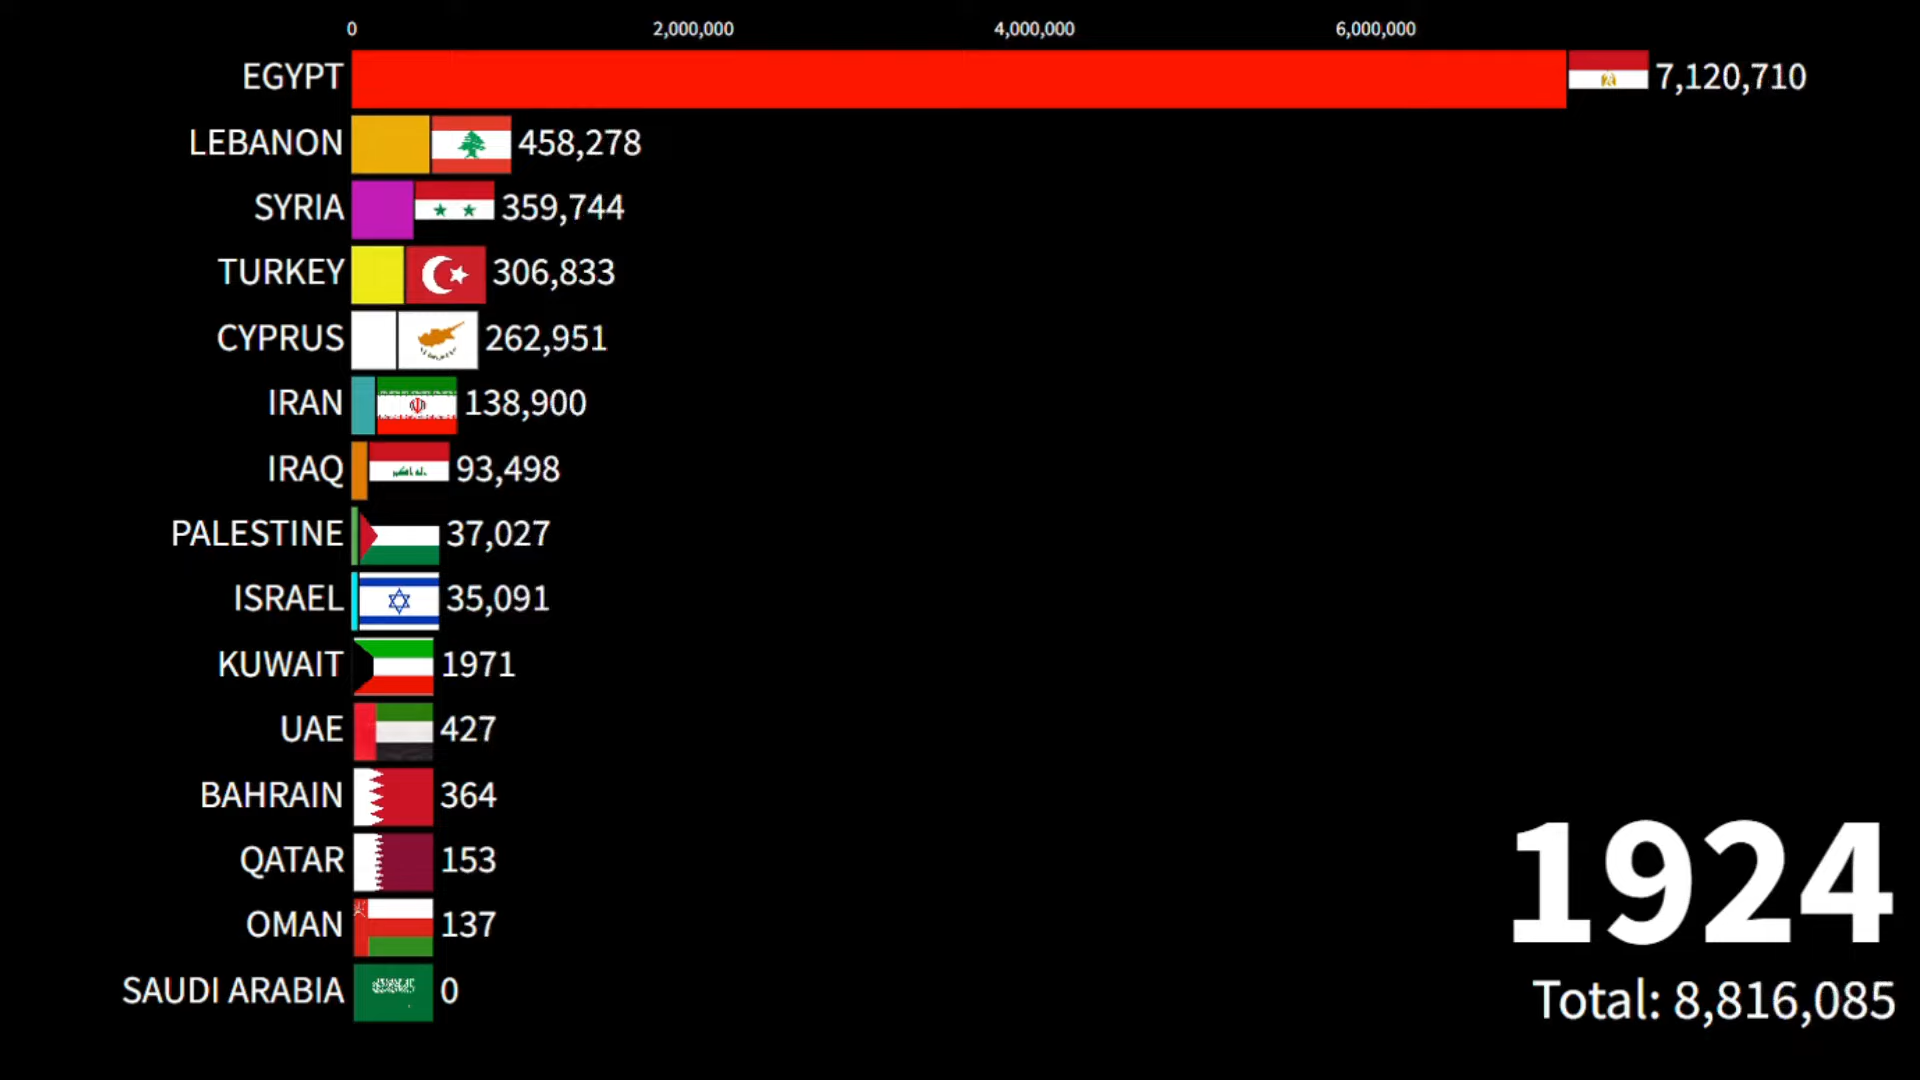 0 2,000,000 4,000,000 6,000,000
EGYPT 7,120,710
LEBANON 458,278
SYRIA 359,744
TURKEY 306,833
CYPRUS 262,951
IRAN 138,900
IRAQ 93,498
PALESTINE 37,027
ISRAEL 35,091
KUWAIT 1971
UAE 427
BAHRAIN 364
QATAR 153
OMAN 137
SAUDI ARABIA 0
1924
Total: 8,816,085